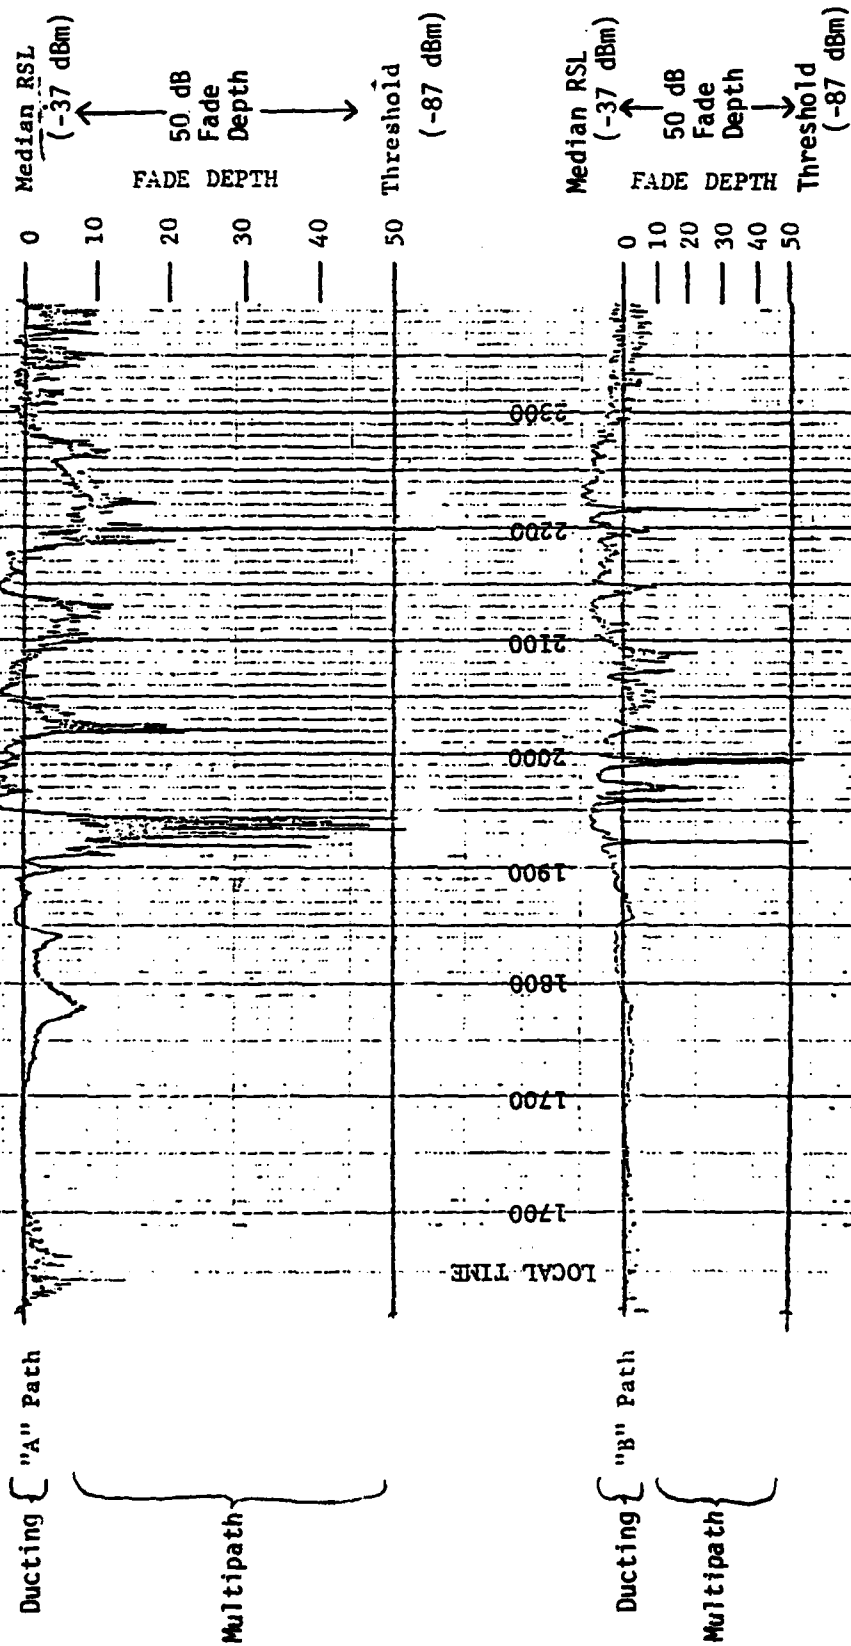 Ducting { "A" Path
Multipath
Median RSL
(-37 dBm)
50 dB
Fade
Depth
Threshold
(-87 dBm)
FADE DEPTH
0
10
20
30
40
50
LOCAL TIME
1700
1700
1800
1900
2000
2100
2200
2300
Ducting { "B" Path
Multipath
Median RSL
(-37 dBm)
50 dB
Fade
Depth
Threshold
(-87 dBm)
FADE DEPTH
0
10
20
30
40
50